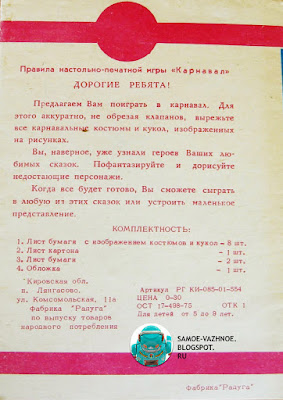 Правила настольно-печатной игры «Карнавал»
ДОРОГИЕ РЕБЯТА!
Предлагаем Вам поиграть в карнавал. Для
этого аккуратно, не обрезая клапанов, вырежьте
все карнавальные костюмы и кукол, изображенных
на рисунках.
Вы, наверное, уже узнали героев Ваших лю-
бимых сказок. Пофантазируйте и дорисуйте
недостающие персонажи.
Когда все будет готово, Вы сможете сыграть
в любую из этих сказок или устроить маленькое
представление.
КОМПЛЕКТНОСТЬ:
1. Лист бумаги с изображением костюмов и кукол – 8 шт.
2. Лист картона – 1 шт.
3. Лист бумаги – 2 шт.
4. Обложка – 1 шт.
Кировская обл.
п. Лянгасово.
ул. Комсомольская, 11а
Фабрика "Радуга"
по выпуску товаров
народного потребления
Артикул РГ КИ-085-01-554
ЦЕНА 0-30
ОСТ 17-498-75 ОТК 1
Для детей от 5 до 9 лет.
SAMOE-VAZHNOE.
BLOGSPOT.
RU
Фабрика"Радуга"